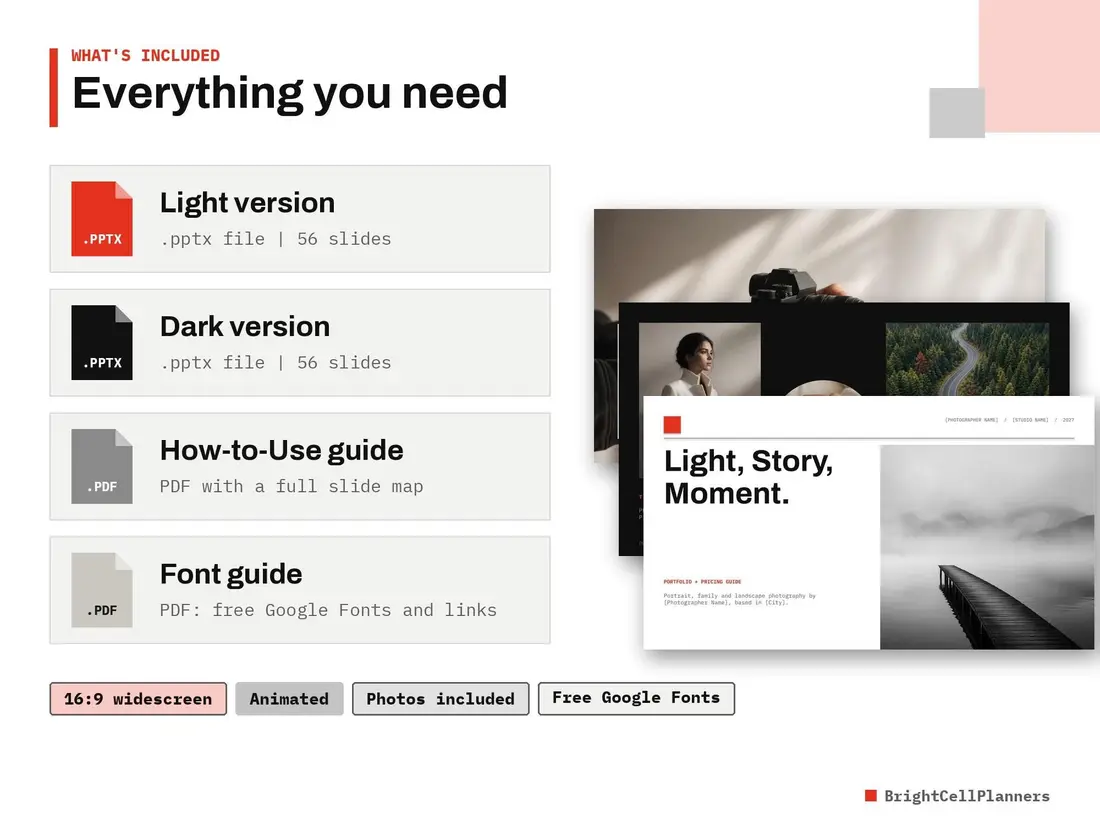 WHAT'S INCLUDED
Everything you need
.PPTX
Light version
.pptx file | 56 slides
.PPTX
Dark version
.pptx file | 56 slides
.PDF
How-to-Use guide
PDF with a full slide map
.PDF
Font guide
PDF: free Google Fonts and links
[PHOTOGRAPHER NAME] / [STUDIO NAME] / 2027
Light, Story,
Moment.
PORTFOLIO + PRICING GUIDE
Portrait, family and landscape photography by
[Photographer Name], based in [City].
16:9 widescreen
Animated
Photos included
Free Google Fonts
BrightCellPlanners